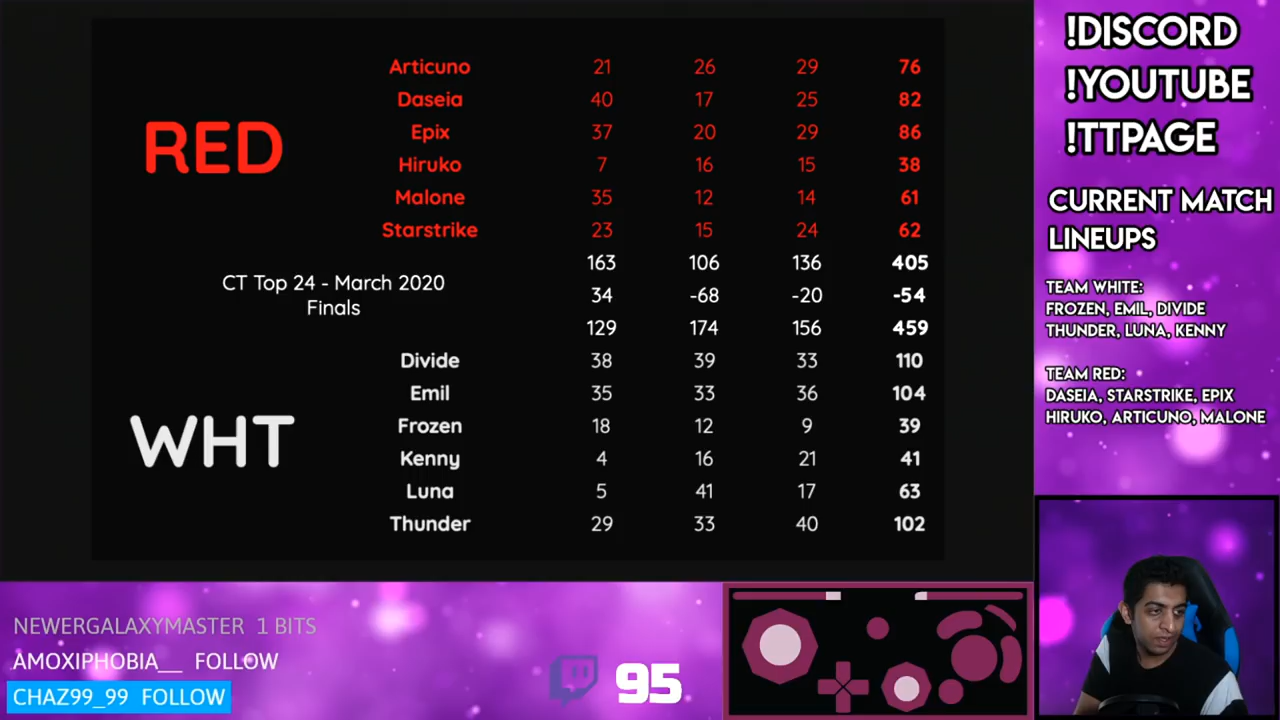 RED
Articuno 21 26 29 76
Daseia 40 17 25 82
Epix 37 20 29 86
Hiruko 7 16 15 38
Malone 35 12 14 61
Starstrike 23 15 24 62
163 106 136 405
CT Top 24 - March 2020
Finals
34 -68 -20 -54
129 174 156 459
WHT
Divide 38 39 33 110
Emil 35 33 36 104
Frozen 18 12 9 39
Kenny 4 16 21 41
Luna 5 41 17 63
Thunder 29 33 40 102
!DISCORD
!YOUTUBE
!TTPAGE
CURRENT MATCH
LINEUPS
TEAM WHITE:
FROZEN, EMIL, DIVIDE
THUNDER, LUNA, KENNY
TEAM RED:
DASEIA, STARSTRIKE, EPIX
HIRUKO, ARTICUNO, MALONE
NEWERGALAXYMASTER 1 BITS
AMOXIPHOBIA__ FOLLOW
CHAZ99_99 FOLLOW
95